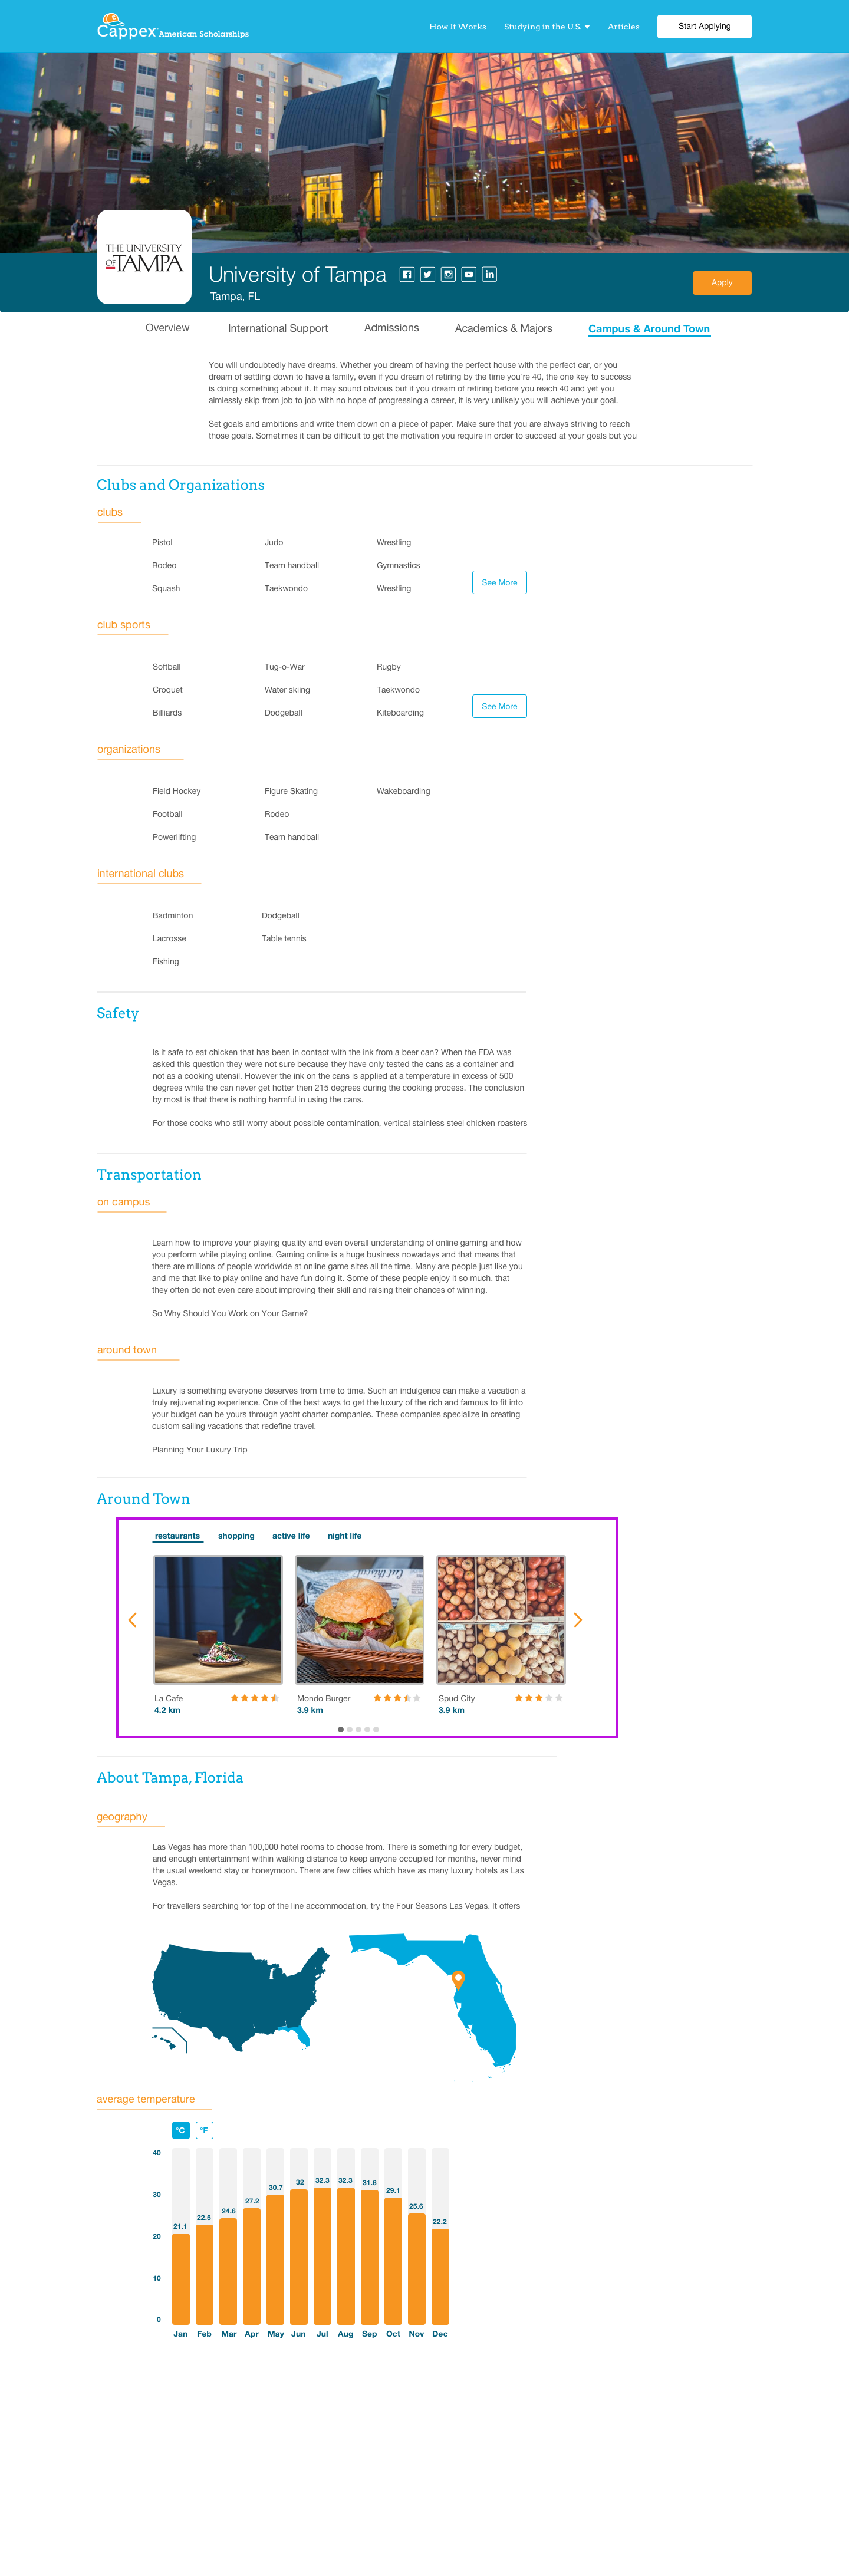 Cappex American Scholarships
How It Works
Studying in the U.S.
Articles
Start Applying
THE UNIVERSITY
OF TAMPA
University of Tampa
Tampa, FL
Apply
Overview
International Support
Admissions
Academics & Majors
Campus & Around Town
You will undoubtedly have dreams. Whether you dream of having the perfect house with the perfect car, or you
dream of settling down to have a family, even if you dream of retiring by the time you're 40, the one key to success
is doing something about it. It may sound obvious but if you dream of retiring before you reach 40 and yet you
aimlessly skip from job to job with no hope of progressing a career, it is very unlikely you will achieve your goal.
Set goals and ambitions and write them down on a piece of paper. Make sure that you are always striving to reach
those goals. Sometimes it can be difficult to get the motivation you require in order to succeed at your goals but you
Clubs and Organizations
clubs
Pistol Judo Wrestling
Rodeo Team handball Gymnastics
Squash Taekwondo Wrestling
See More
club sports
Softball Tug-o-War Rugby
Croquet Water skiing Taekwondo
Billiards Dodgeball Kiteboarding
See More
organizations
Field Hockey Figure Skating Wakeboarding
Football Rodeo
Powerlifting Team handball
international clubs
Badminton Dodgeball
Lacrosse Table tennis
Fishing
Safety
Is it safe to eat chicken that has been in contact with the ink from a beer can? When the FDA was
asked this question they were not sure because they have only tested the cans as a container and
not as a cooking utensil. However the ink on the cans is applied at a temperature in excess of 500
degrees while the can never get hotter then 215 degrees during the cooking process. The conclusion
by most is that there is nothing harmful in using the cans.
For those cooks who still worry about possible contamination, vertical stainless steel chicken roasters
Transportation
on campus
Learn how to improve your playing quality and even overall understanding of online gaming and how
you perform while playing online. Gaming online is a huge business nowadays and that means that
there are millions of people worldwide at online game sites all the time. Many are people just like you
and me that like to play online and have fun doing it. Some of these people enjoy it so much, that
they often do not even care about improving their skill and raising their chances of winning.
So Why Should You Work on Your Game?
around town
Luxury is something everyone deserves from time to time. Such an indulgence can make a vacation a
truly rejuvenating experience. One of the best ways to get the luxury of the rich and famous to fit into
your budget can be yours through yacht charter companies. These companies specialize in creating
custom sailing vacations that redefine travel.
Planning Your Luxury Trip
Around Town
restaurants shopping active life night life
La Cafe
4.2 km
Mondo Burger
3.9 km
Spud City
3.9 km
About Tampa, Florida
geography
Las Vegas has more than 100,000 hotel rooms to choose from. There is something for every budget,
and enough entertainment within walking distance to keep anyone occupied for months, never mind
the usual weekend stay or honeymoon. There are few cities which have as many luxury hotels as Las
Vegas.
For travellers searching for top of the line accommodation, try the Four Seasons Las Vegas. It offers
average temperature
°C °F
40
30
20
10
0
21.1 22.5 24.6 27.2 30.7 32 32.3 32.3 31.6 29.1 25.6 22.2
Jan Feb Mar Apr May Jun Jul Aug Sep Oct Nov Dec